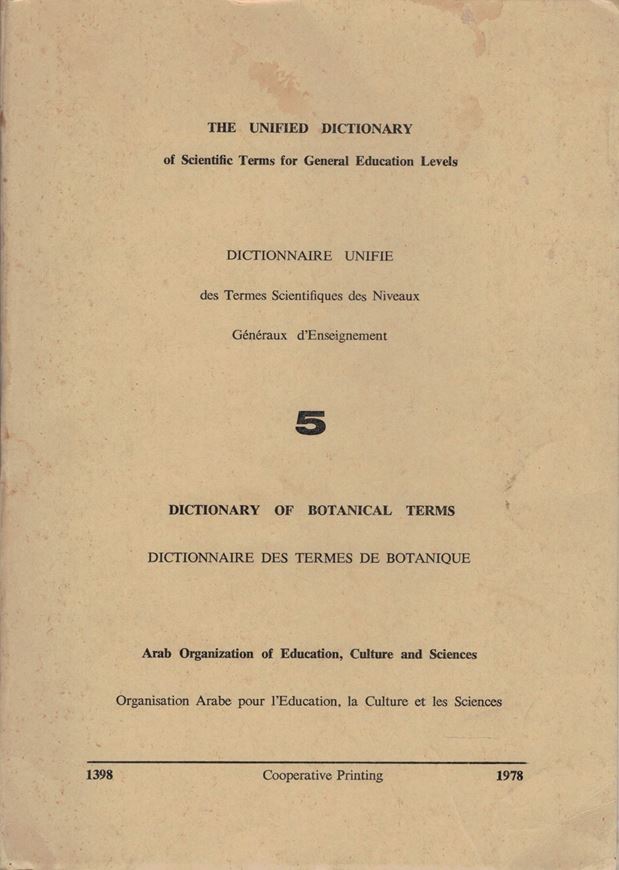 THE UNIFIED DICTIONARY
of Scientific Terms for General Education Levels
DICTIONNAIRE UNIFIE
des Termes Scientifiques des Niveaux
Généraux d'Enseignement
5
DICTIONARY OF BOTANICAL TERMS
DICTIONNAIRE DES TERMES DE BOTANIQUE
Arab Organization of Education, Culture and Sciences
Organisation Arabe pour l'Education, la Culture et les Sciences
1398 Cooperative Printing 1978